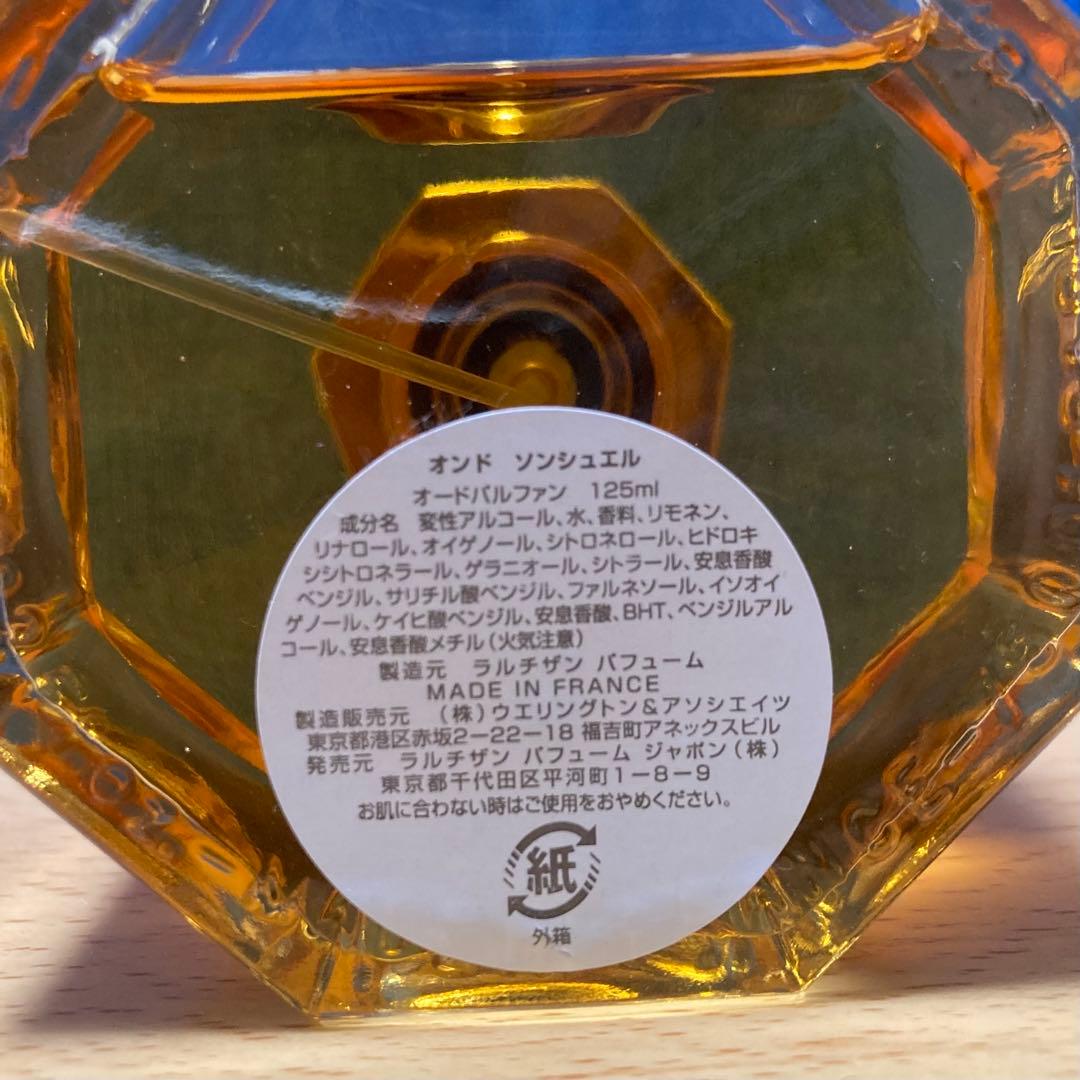 オンド　ソンシュエル
オードパルファン　125ml
成分名　変性アルコール、水、香料、リモネン、
リナロール、オイゲノール、シトロネロール、ヒドロキ
シシトロネラール、ゲラニオール、シトラール、安息香酸
ベンジル、サリチル酸ベンジル、ファルネソール、イソオイ
ゲノール、ケイヒ酸ベンジル、安息香酸、BHT、ベンジルアル
コール、安息香酸メチル（火気注意）
製造元　ラルチザン パフューム
MADE IN FRANCE
製造販売元　（株）ウエリングトン＆アソシエイツ
東京都港区赤坂2－22－18 福吉町アネックスビル
発売元　ラルチザン パフューム ジャポン（株）
東京都千代田区平河町1－8－9
お肌に合わない時はご使用をおやめください。
紙
外箱